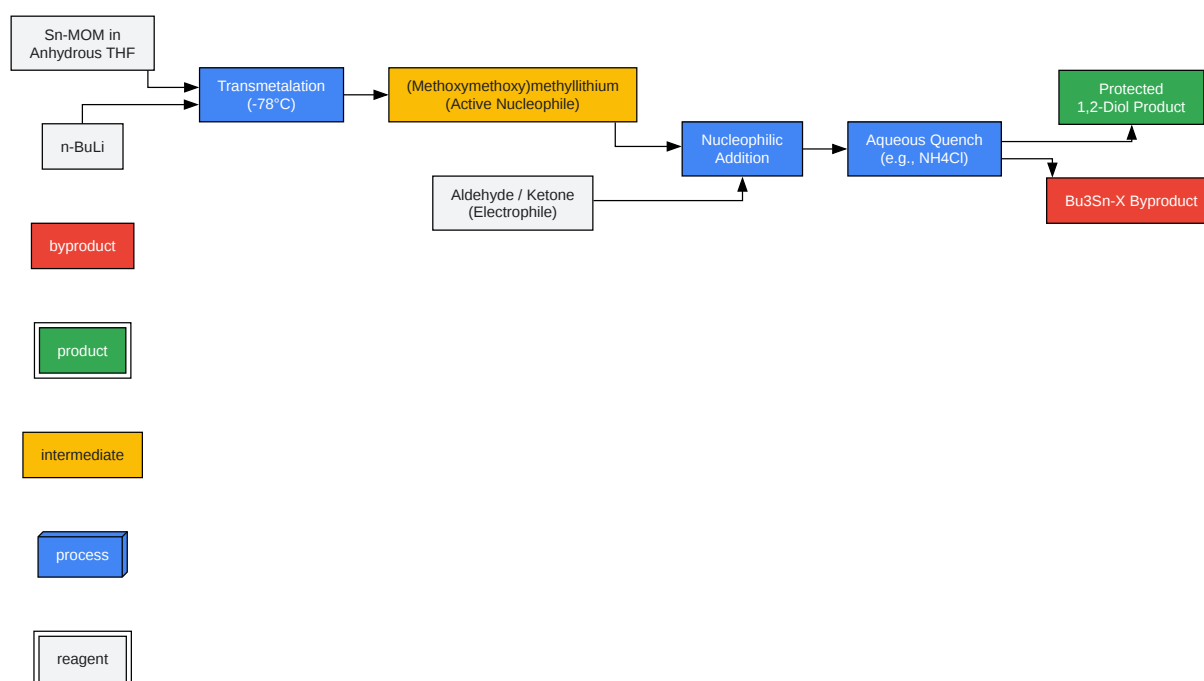 Sn-MOM in
Anhydrous THF
n-BuLi
Transmetalation
(-78°C)
(Methoxymethoxy)methyllithium
(Active Nucleophile)
Aldehyde / Ketone
(Electrophile)
Nucleophilic
Addition
Aqueous Quench
(e.g., NH4Cl)
Protected
1,2-Diol Product
Bu3Sn-X Byproduct
byproduct
product
intermediate
process
reagent